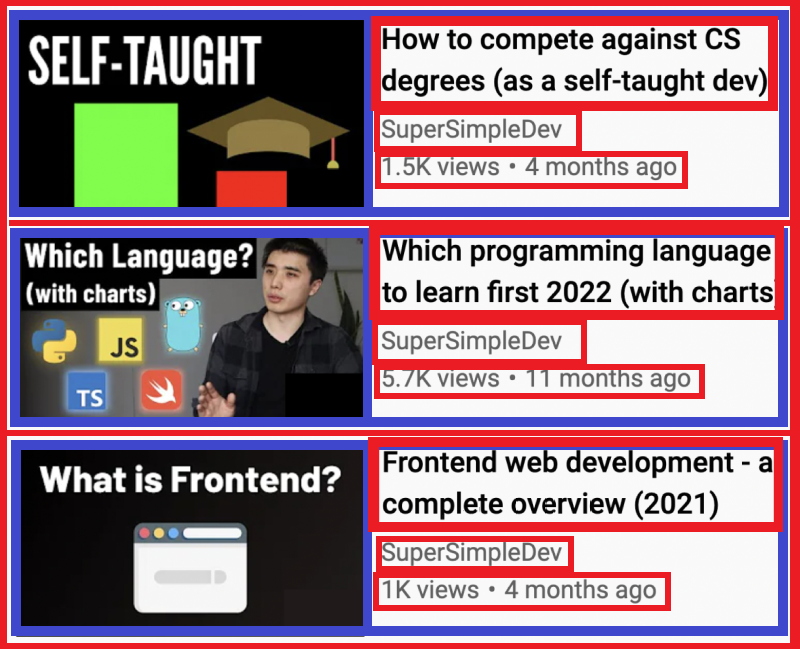 SELF-TAUGHT
How to compete against CS
degrees (as a self-taught dev)
SuperSimpleDev
1.5K views • 4 months ago
Which Language?
(with charts)
JS
TS
Which programming language
to learn first 2022 (with charts)
SuperSimpleDev
5.7K views • 11 months ago
What is Frontend?
Frontend web development - a
complete overview (2021)
SuperSimpleDev
1K views • 4 months ago